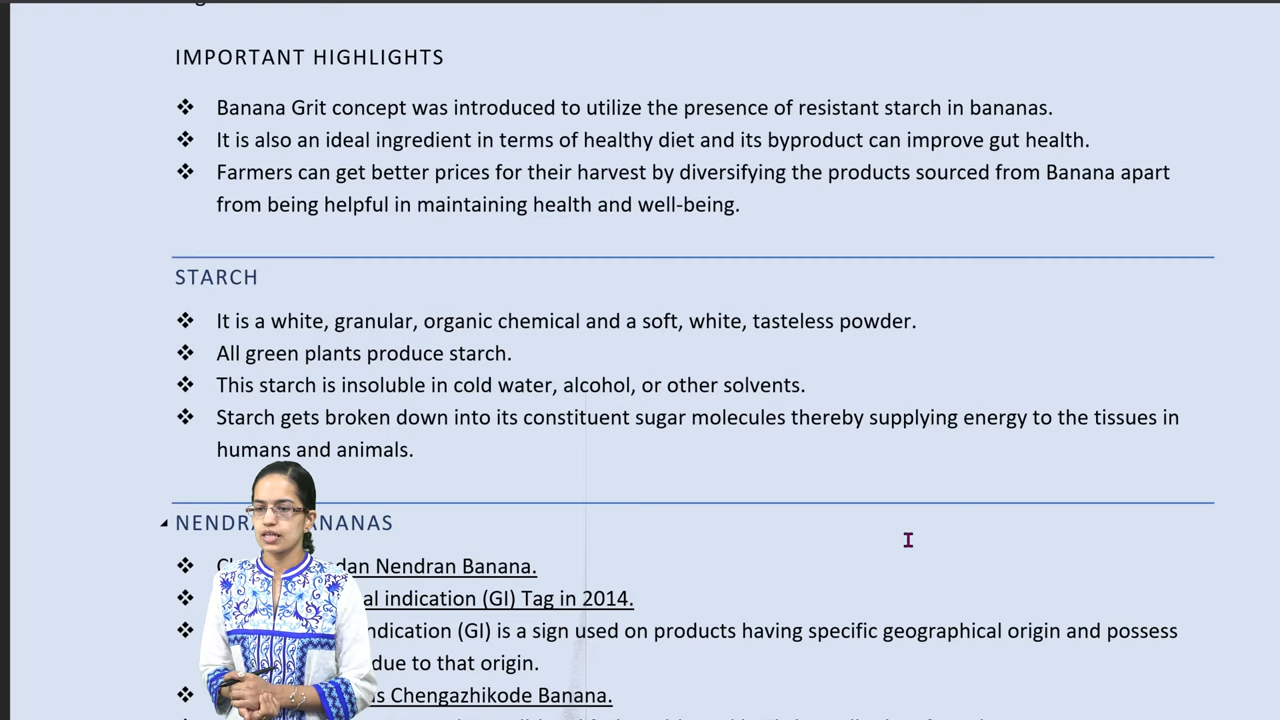 IMPORTANT HIGHLIGHTS
❖ Banana Grit concept was introduced to utilize the presence of resistant starch in bananas.
❖ It is also an ideal ingredient in terms of healthy diet and its byproduct can improve gut health.
❖ Farmers can get better prices for their harvest by diversifying the products sourced from Banana apart
from being helpful in maintaining health and well-being.
STARCH
❖ It is a white, granular, organic chemical and a soft, white, tasteless powder.
❖ All green plants produce starch.
❖ This starch is insoluble in cold water, alcohol, or other solvents.
❖ Starch gets broken down into its constituent sugar molecules thereby supplying energy to the tissues in
humans and animals.
❖ Nendran Banana.
❖ indication (GI) Tag in 2014.
❖ (GI) is a sign used on products having specific geographical origin and possess
due to that origin.
❖ Chengazhikode Banana.